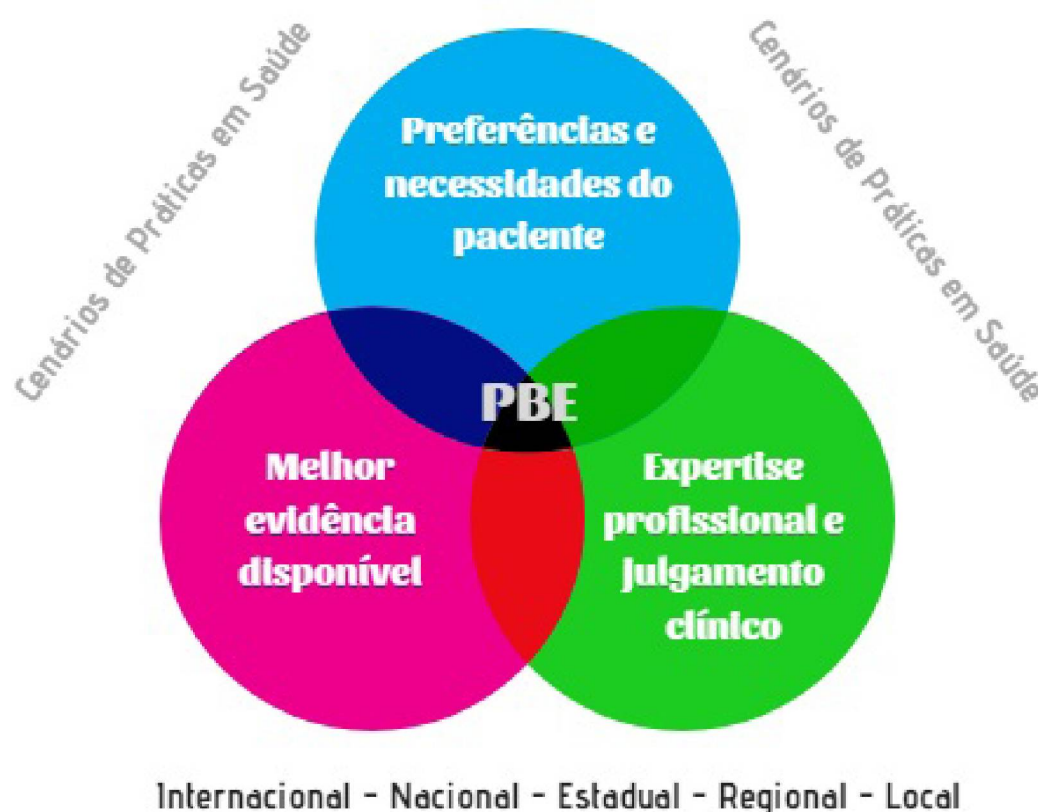 Cenários de Práticas em Saúde
Cenários de Práticas em Saúde
Preferências e
necessidades do
paciente
PBE
Melhor
evidência
disponível
Expertise
profissional e
julgamento
clínico
Internacional - Nacional - Estadual - Regional - Local